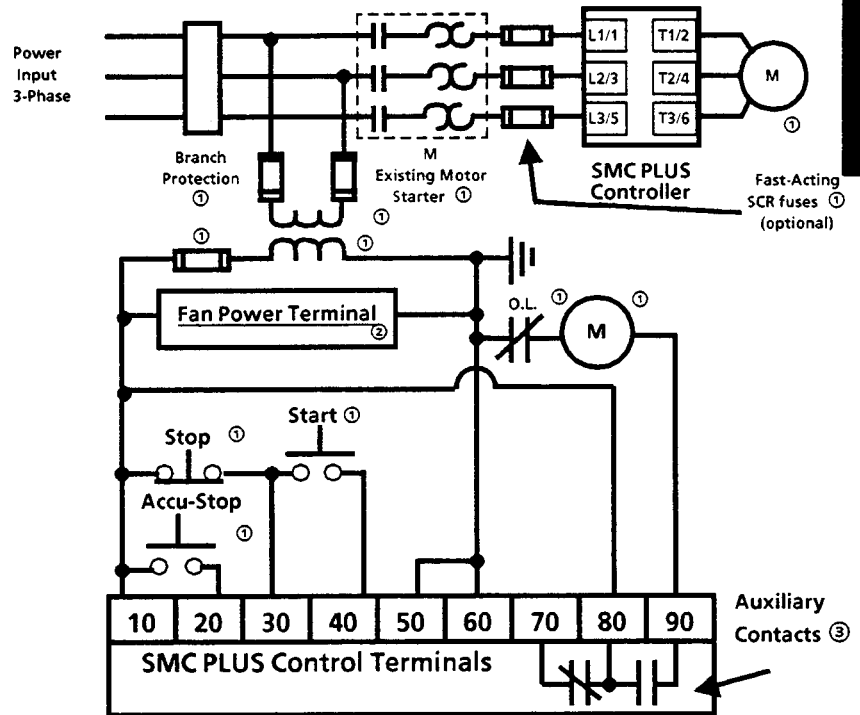 Power
Input
3-Phase
L1/1
T1/2
L2/3
T2/4
L3/5
T3/6
M
①
Branch
Protection
①
M
Existing Motor
Starter ①
SMC PLUS
Controller
Fast-Acting
SCR fuses ①
(optional)
①
①
①
Fan Power Terminal
②
O.L. ①
M
①
Start ①
Stop ①
Accu-Stop
①
10 20 30 40 50 60 70 80 90
SMC PLUS Control Terminals
Auxiliary
Contacts ③